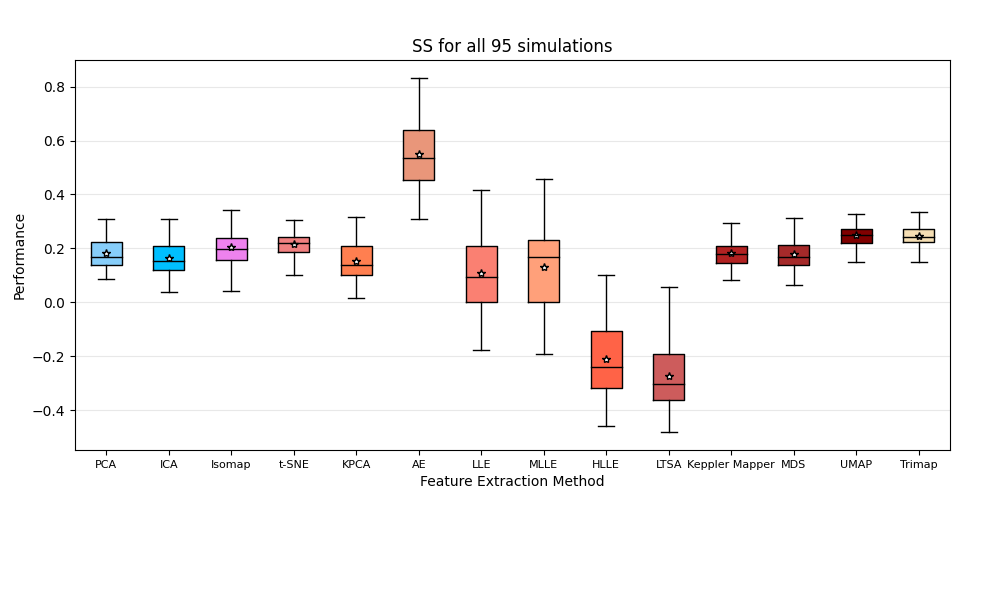 SS for all 95 simulations
Performance
0.8
0.6
0.4
0.2
0.0
−0.2
−0.4
PCA ICA Isomap t-SNE KPCA AE LLE MLLE HLLE LTSA Keppler Mapper MDS UMAP Trimap
Feature Extraction Method